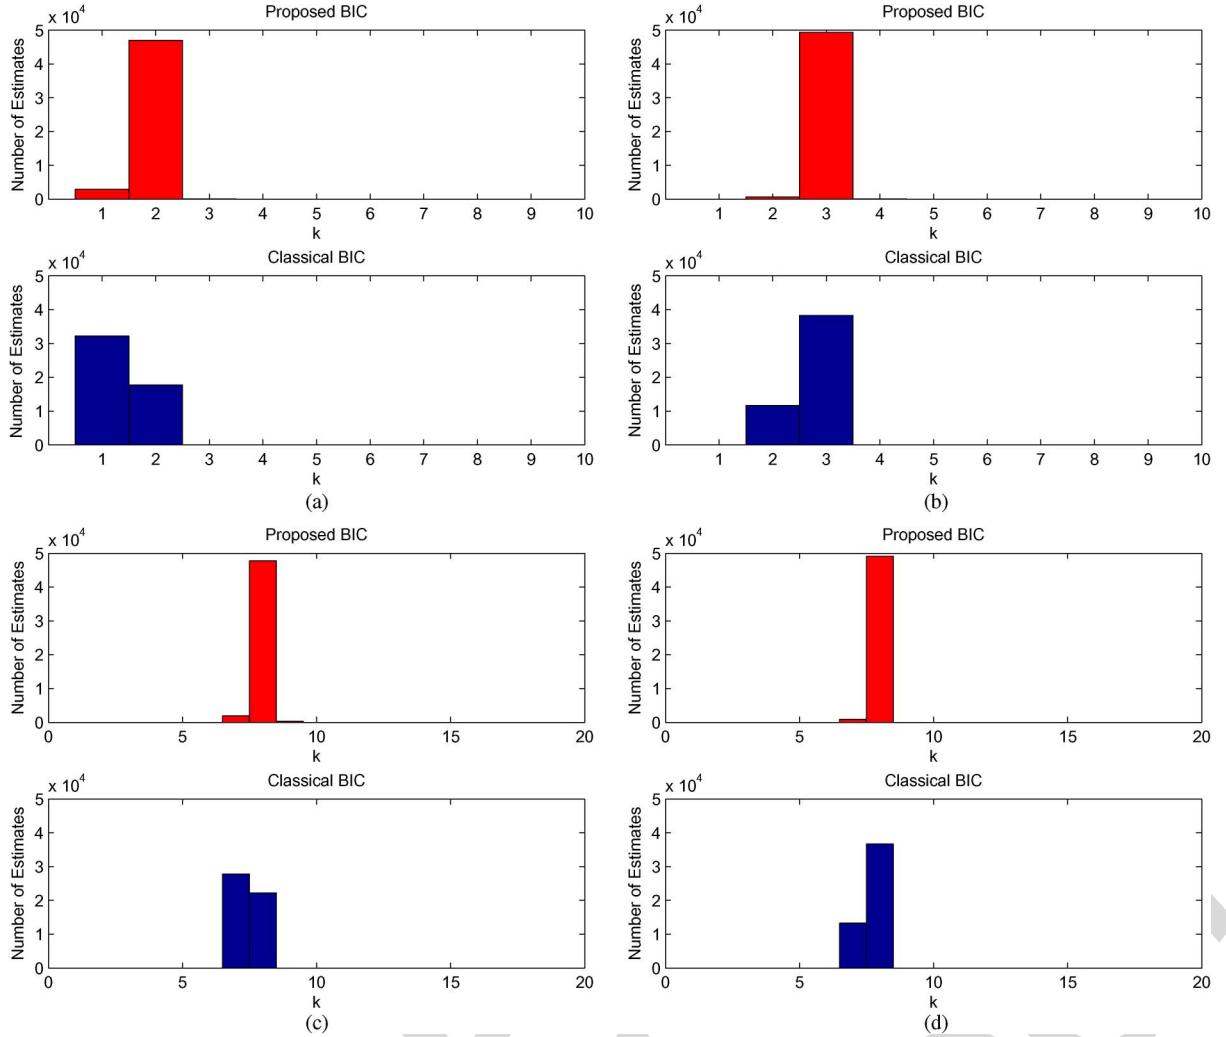 Proposed BIC
x 10^4
Number of Estimates
5
4
3
2
1
0
1 2 3 4 5 6 7 8 9 10
k
Classical BIC
x 10^4
Number of Estimates
5
4
3
2
1
0
1 2 3 4 5 6 7 8 9 10
k
(a)
Proposed BIC
x 10^4
Number of Estimates
5
4
3
2
1
0
1 2 3 4 5 6 7 8 9 10
k
Classical BIC
x 10^4
Number of Estimates
5
4
3
2
1
0
1 2 3 4 5 6 7 8 9 10
k
(b)
Proposed BIC
x 10^4
Number of Estimates
5
4
3
2
1
0
0 5 10 15 20
k
Classical BIC
x 10^4
Number of Estimates
5
4
3
2
1
0
0 5 10 15 20
k
(c)
Proposed BIC
x 10^4
Number of Estimates
5
4
3
2
1
0
0 5 10 15 20
k
Classical BIC
x 10^4
Number of Estimates
5
4
3
2
1
0
0 5 10 15 20
k
(d)